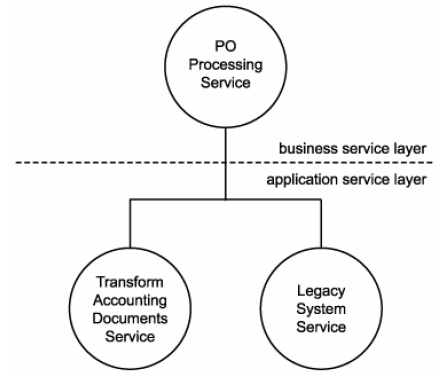 PO
Processing
Service
business service layer
application service layer
Transform
Accounting
Documents
Service
Legacy
System
Service